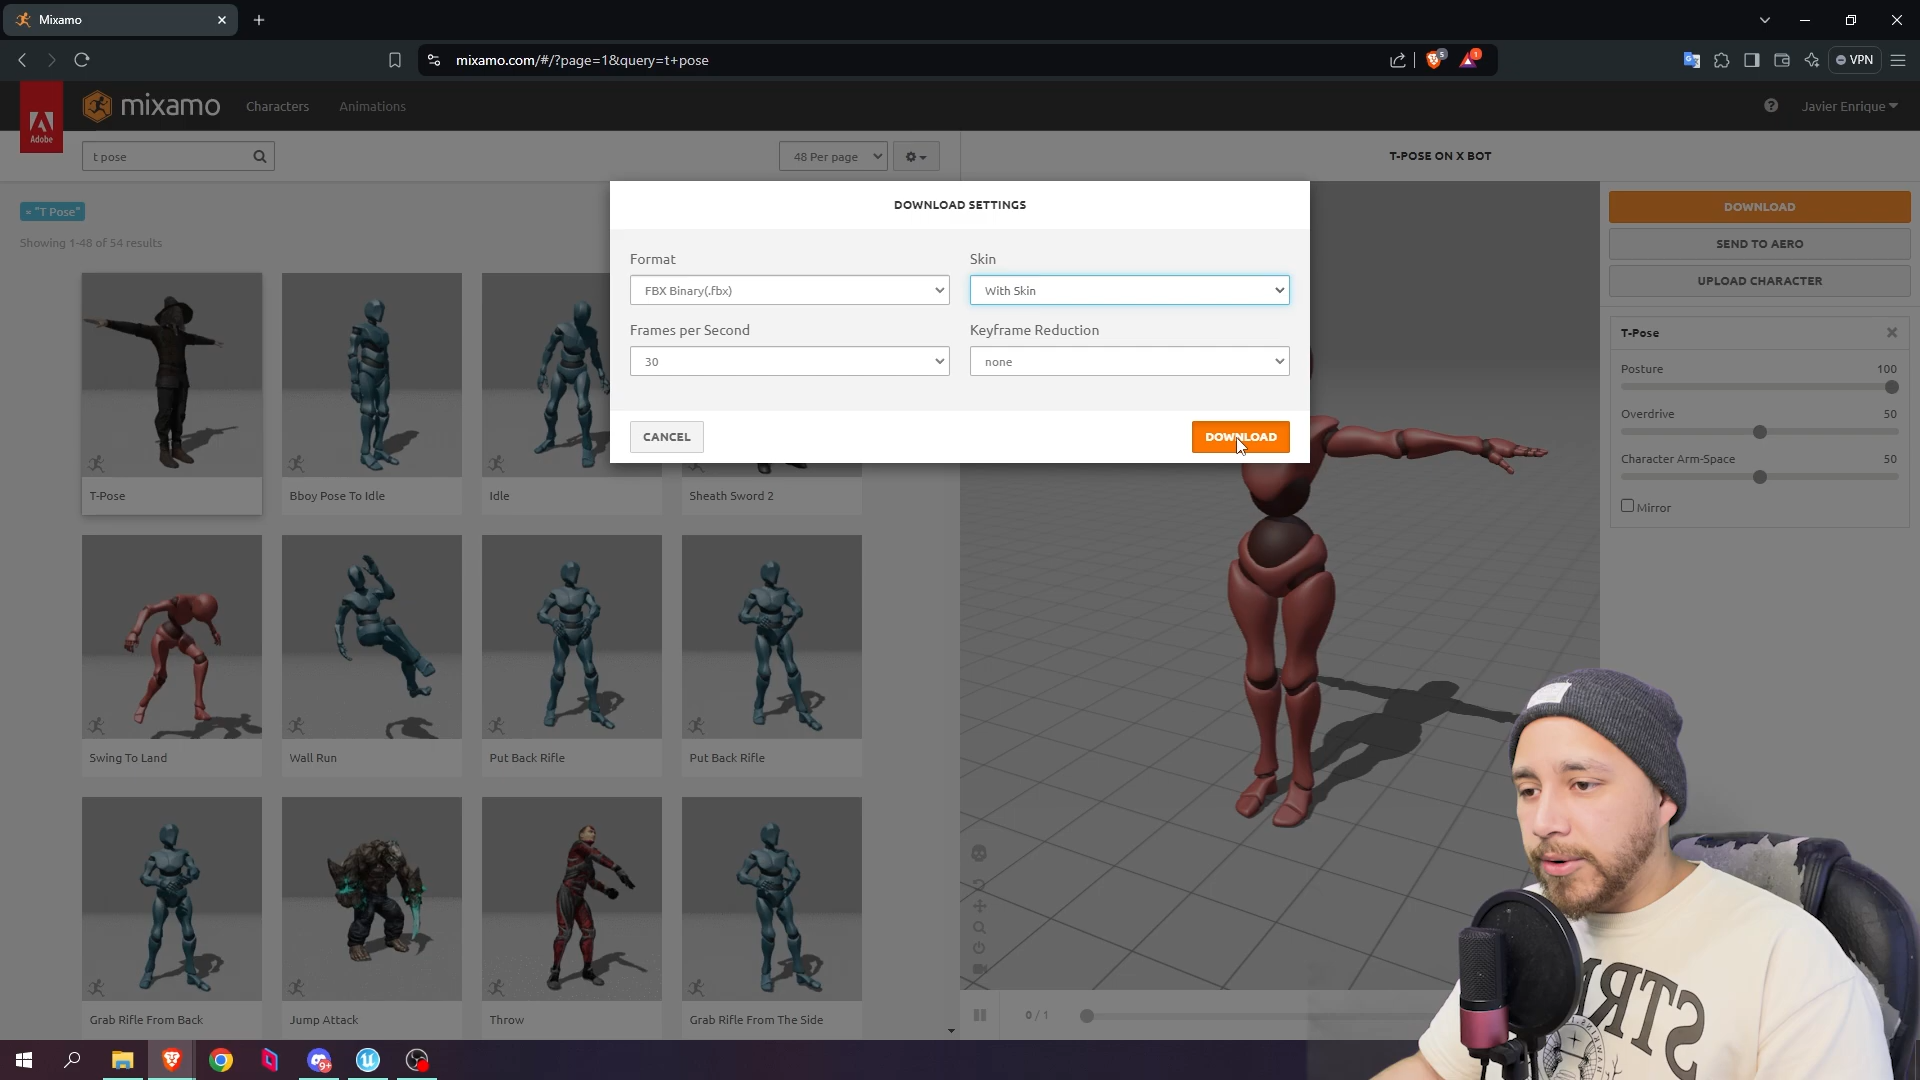 Mixamo
mixamo.com/#/?page=1&query=t+pose
5
1
VPN
Adobe
mixamo
Characters
Animations
Javier Enrique
t pose
48 Per page
T-POSE ON X BOT
× "T Pose"
Showing 1-48 of 54 results
DOWNLOAD SETTINGS
Format
Skin
FBX Binary(.fbx)
With Skin
Frames per Second
Keyframe Reduction
30
none
CANCEL
DOWNLOAD
DOWNLOAD
SEND TO AERO
UPLOAD CHARACTER
T-Pose
Posture
100
Overdrive
50
Character Arm-Space
50
Mirror
T-Pose
Bboy Pose To Idle
Idle
Sheath Sword 2
Swing To Land
Wall Run
Put Back Rifle
Put Back Rifle
Grab Rifle From Back
Jump Attack
Throw
Grab Rifle From The Side
0 / 1
9+